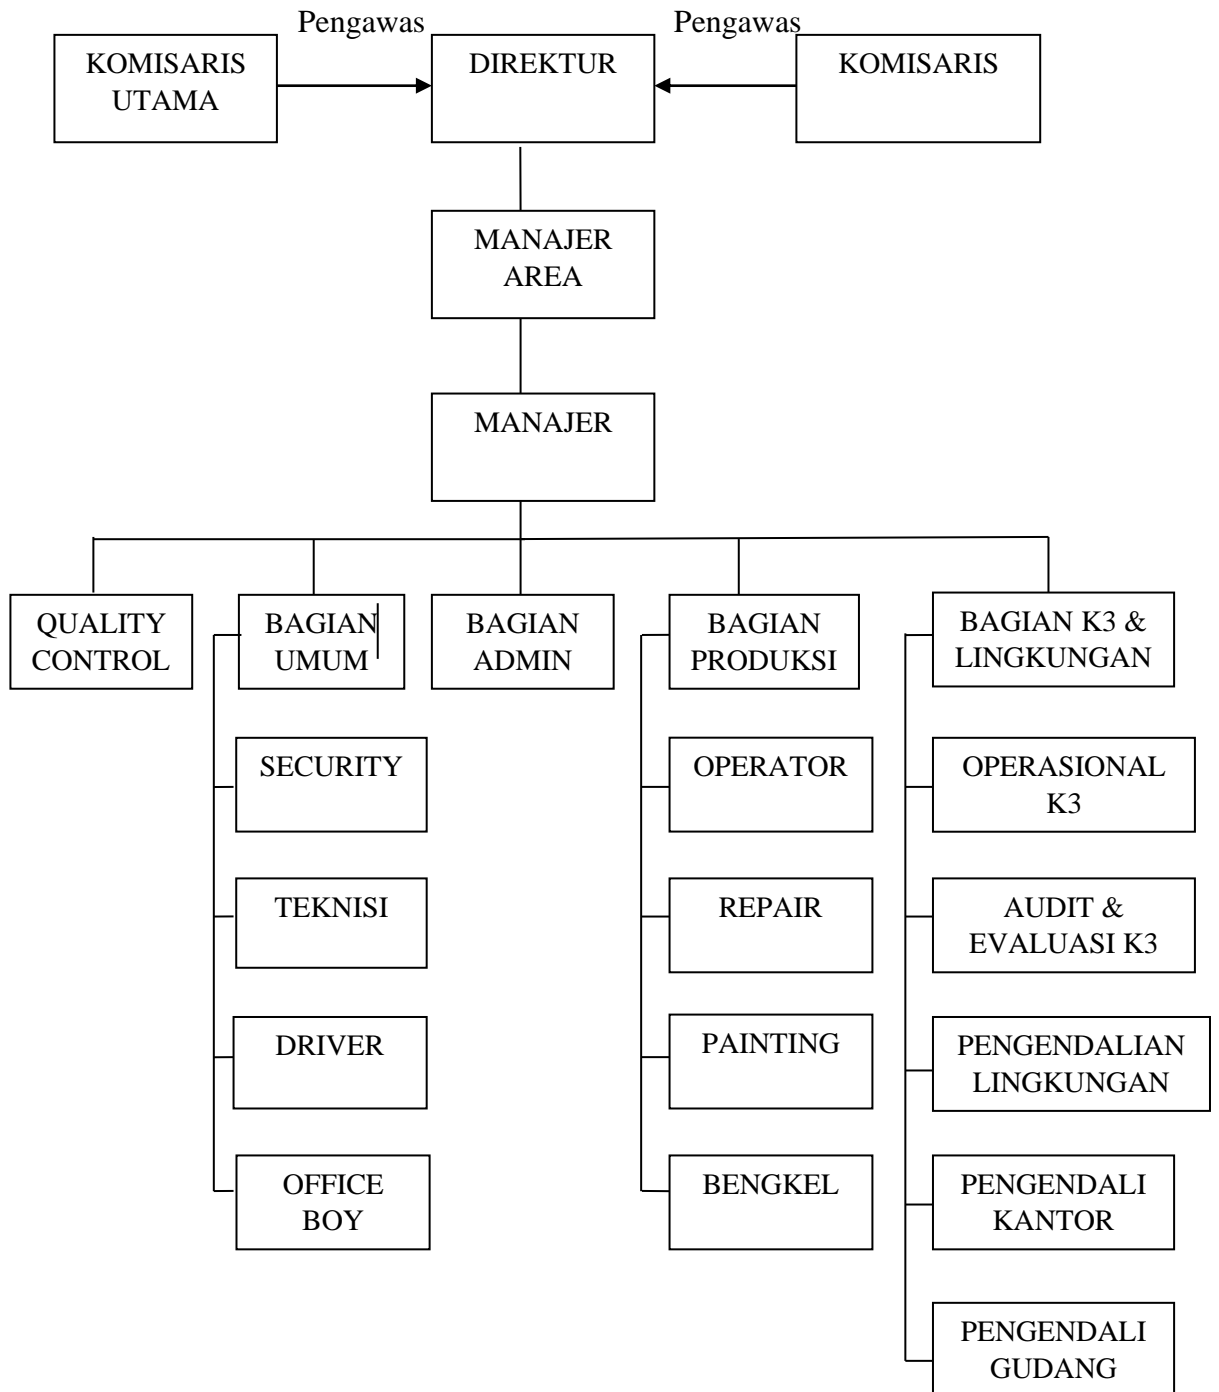 Pengawas
Pengawas
KOMISARIS
UTAMA
DIREKTUR
KOMISARIS
MANAJER
AREA
MANAJER
QUALITY
CONTROL
BAGIAN
UMUM
BAGIAN
ADMIN
BAGIAN
PRODUKSI
BAGIAN K3 &
LINGKUNGAN
SECURITY
OPERATOR
OPERASIONAL
K3
TEKNISI
REPAIR
AUDIT &
EVALUASI K3
DRIVER
PAINTING
PENGENDALIAN
LINGKUNGAN
OFFICE
BOY
BENGKEL
PENGENDALI
KANTOR
PENGENDALI
GUDANG